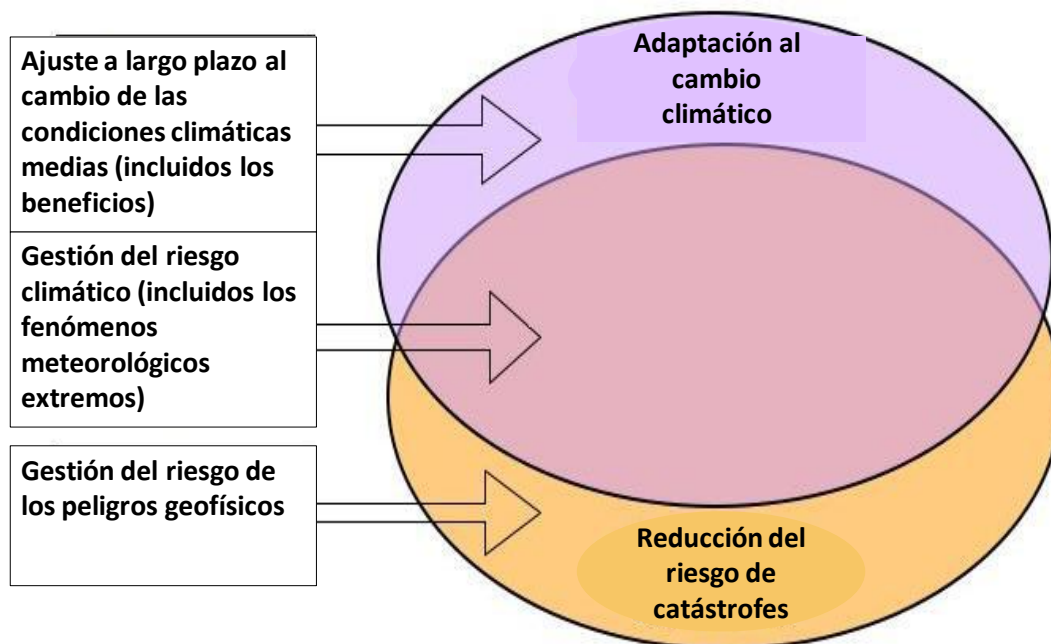 Ajuste a largo plazo al
cambio de las
condiciones climáticas
medias (incluidos los
beneficios)
Gestión del riesgo
climático (incluidos los
fenómenos
meteorológicos
extremos)
Gestión del riesgo de
los peligros geofísicos
Adaptación al
cambio
climático
Reducción del
riesgo de
catástrofes